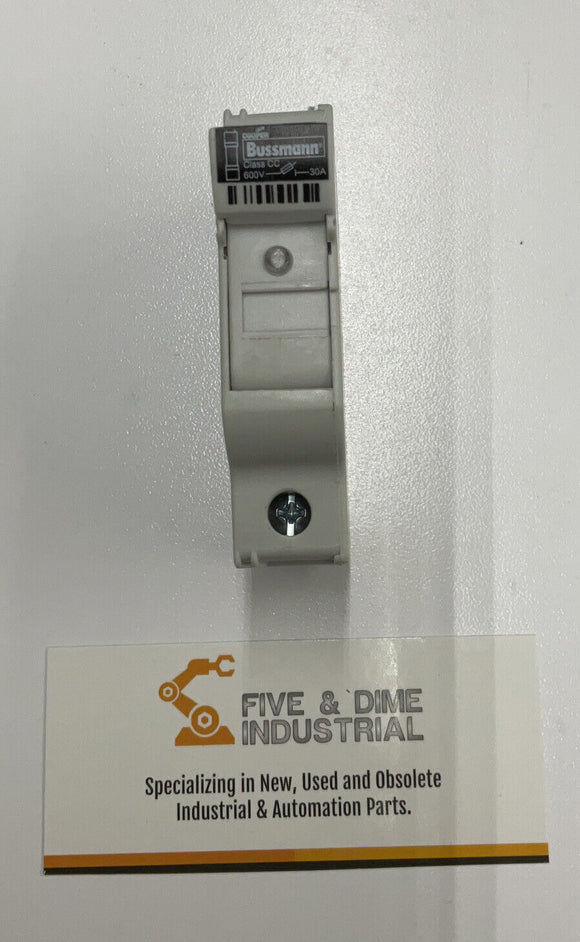 COOPER
Bussmann®
Class CC
600V 30A
FIVE & DIME
INDUSTRIAL
Specializing in New, Used and Obsolete
Industrial & Automation Parts.